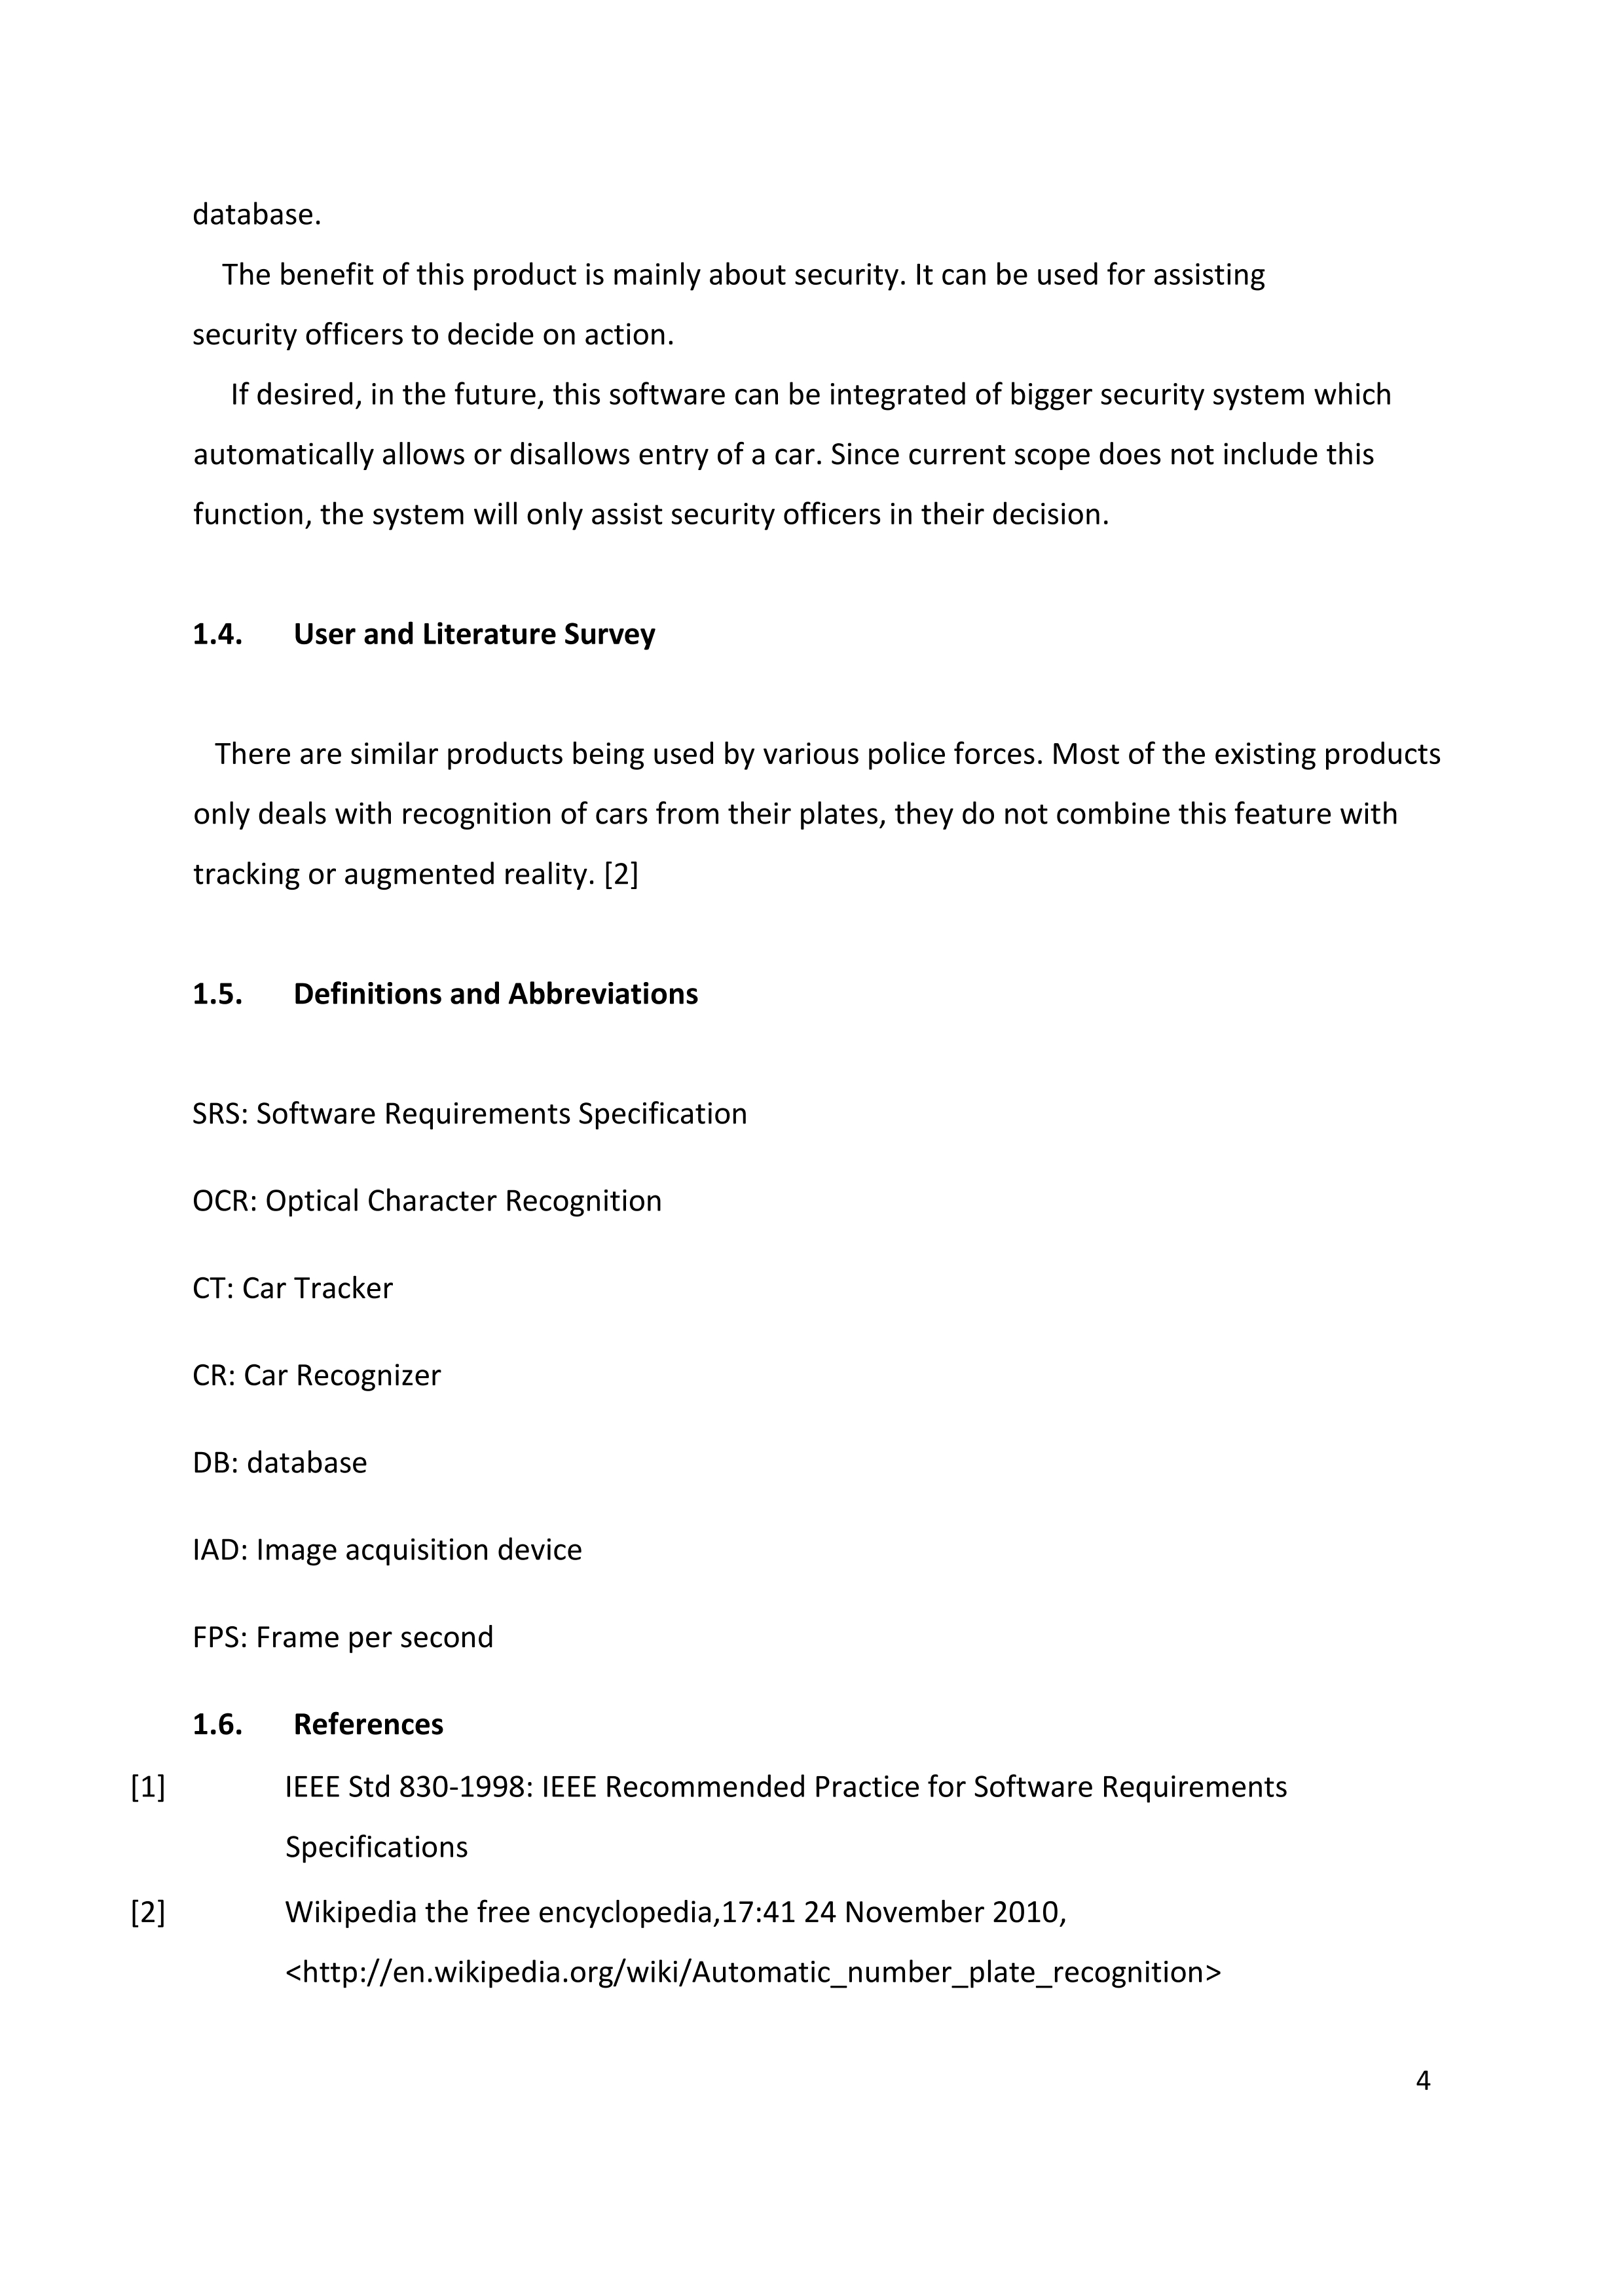 database.
The benefit of this product is mainly about security. It can be used for assisting
security officers to decide on action.
If desired, in the future, this software can be integrated of bigger security system which
automatically allows or disallows entry of a car. Since current scope does not include this
function, the system will only assist security officers in their decision.
1.4. User and Literature Survey
There are similar products being used by various police forces. Most of the existing products
only deals with recognition of cars from their plates, they do not combine this feature with
tracking or augmented reality. [2]
1.5. Definitions and Abbreviations
SRS: Software Requirements Specification
OCR: Optical Character Recognition
CT: Car Tracker
CR: Car Recognizer
DB: database
IAD: Image acquisition device
FPS: Frame per second
1.6. References
[1] IEEE Std 830-1998: IEEE Recommended Practice for Software Requirements
Specifications
[2] Wikipedia the free encyclopedia,17:41 24 November 2010,
<http://en.wikipedia.org/wiki/Automatic_number_plate_recognition>
4